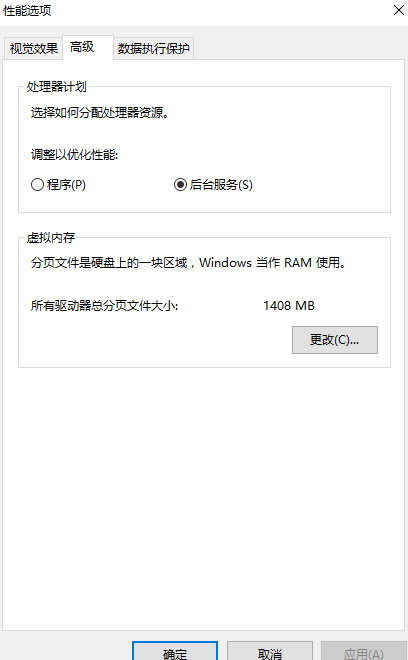 性能选项
视觉效果 高级 数据执行保护
处理器计划
选择如何分配处理器资源。
调整以优化性能:
程序(P) 后台服务(S)
虚拟内存
分页文件是硬盘上的一块区域，Windows 当作 RAM 使用。
所有驱动器总分页文件大小: 1408 MB
更改(C)...
确定 取消 应用(A)